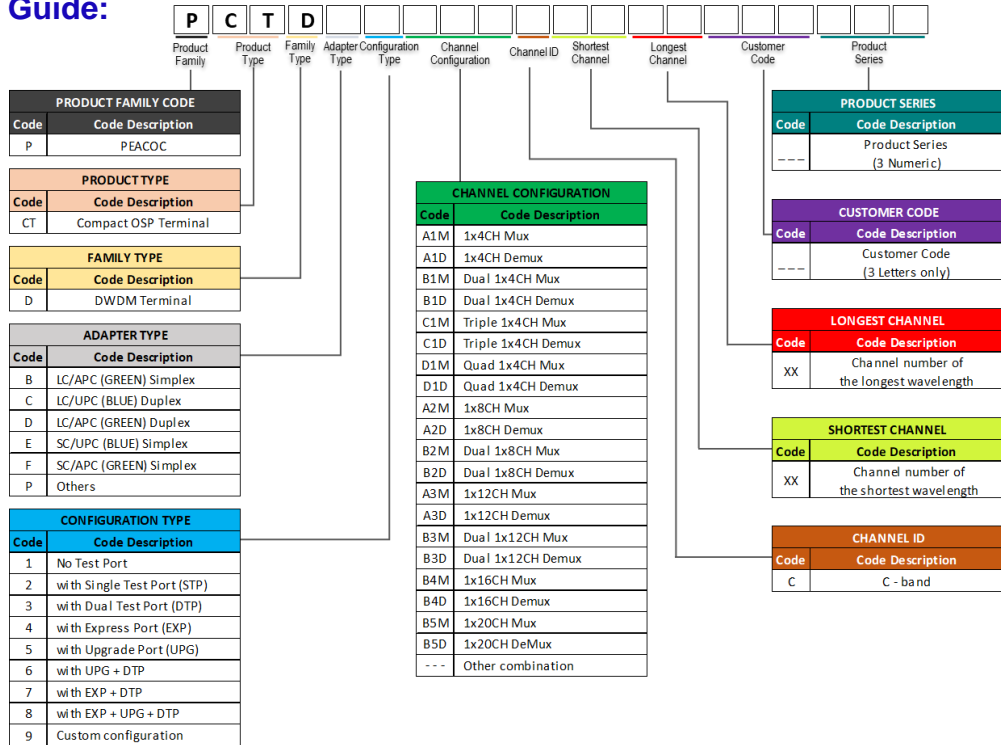 Guide:
P C T D
Product Family
Product Type
Family Type
Adapter Type
Configuration Type
Channel Configuration
Channel ID
Shortest Channel
Longest Channel
Customer Code
Product Series
PRODUCT FAMILY CODE
Code Code Description
P PEACOC
PRODUCT TYPE
Code Code Description
CT Compact OSP Terminal
FAMILY TYPE
Code Code Description
D DWDM Terminal
ADAPTER TYPE
Code Code Description
B LC/APC (GREEN) Simplex
C LC/UPC (BLUE) Duplex
D LC/APC (GREEN) Duplex
E SC/UPC (BLUE) Simplex
F SC/APC (GREEN) Simplex
P Others
CONFIGURATION TYPE
Code Code Description
1 No Test Port
2 with Single Test Port (STP)
3 with Dual Test Port (DTP)
4 with Express Port (EXP)
5 with Upgrade Port (UPG)
6 with UPG + DTP
7 with EXP + DTP
8 with EXP + UPG + DTP
9 Custom configuration
CHANNEL CONFIGURATION
Code Code Description
A1M 1x4CH Mux
A1D 1x4CH Demux
B1M Dual 1x4CH Mux
B1D Dual 1x4CH Demux
C1M Triple 1x4CH Mux
C1D Triple 1x4CH Demux
D1M Quad 1x4CH Mux
D1D Quad 1x4CH Demux
A2M 1x8CH Mux
A2D 1x8CH Demux
B2M Dual 1x8CH Mux
B2D Dual 1x8CH Demux
A3M 1x12CH Mux
A3D 1x12CH Demux
B3M Dual 1x12CH Mux
B3D Dual 1x12CH Demux
B4M 1x16CH Mux
B4D 1x16CH Demux
B5M 1x20CH Mux
B5D 1x20CH DeMux
- - - Other combination
PRODUCT SERIES
Code Code Description
_ _ _ Product Series
(3 Numeric)
CUSTOMER CODE
Code Code Description
_ _ _ Customer Code
(3 Letters only)
LONGEST CHANNEL
Code Code Description
XX Channel number of
the longest wavelength
SHORTEST CHANNEL
Code Code Description
XX Channel number of
the shortest wavelength
CHANNEL ID
Code Code Description
C C - band